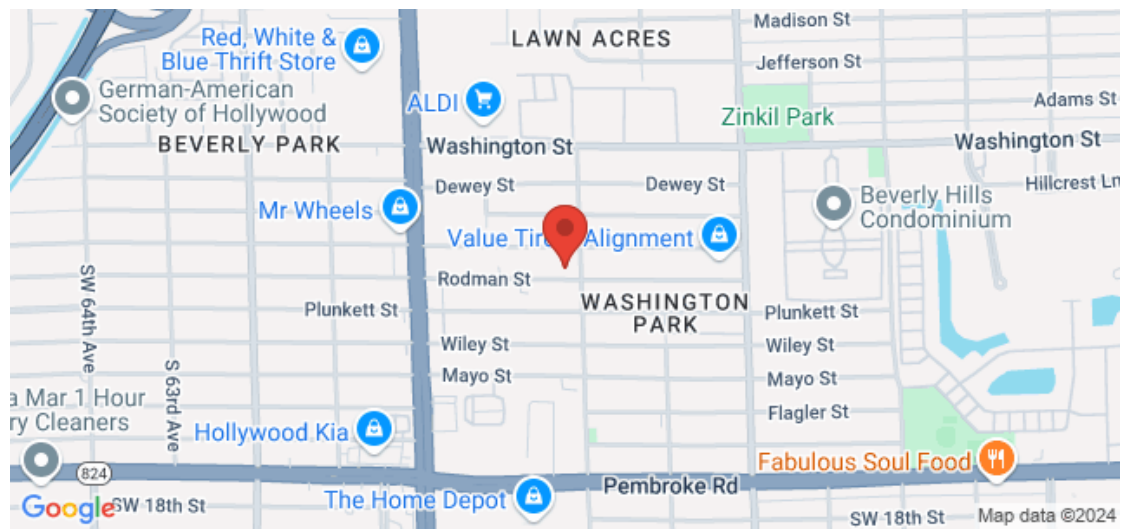 Madison St
LAWN ACRES
Red, White &
Blue Thrift Store
Jefferson St
German-American
Society of Hollywood
ALDI
Adams St
Zinkil Park
BEVERLY PARK
Washington St
Washington St
Dewey St
Dewey St
Hillcrest Ln
Beverly Hills
Condominium
Mr Wheels
Value Tire Alignment
SW 64th Ave
Rodman St
WASHINGTON
PARK
Plunkett St
Plunkett St
Wiley St
Wiley St
S 63rd Ave
Mayo St
Mayo St
a Mar 1 Hour
ry Cleaners
Flagler St
Hollywood Kia
Fabulous Soul Food
824
Pembroke Rd
The Home Depot
Google
SW 18th St
SW 18th St
Map data ©2024